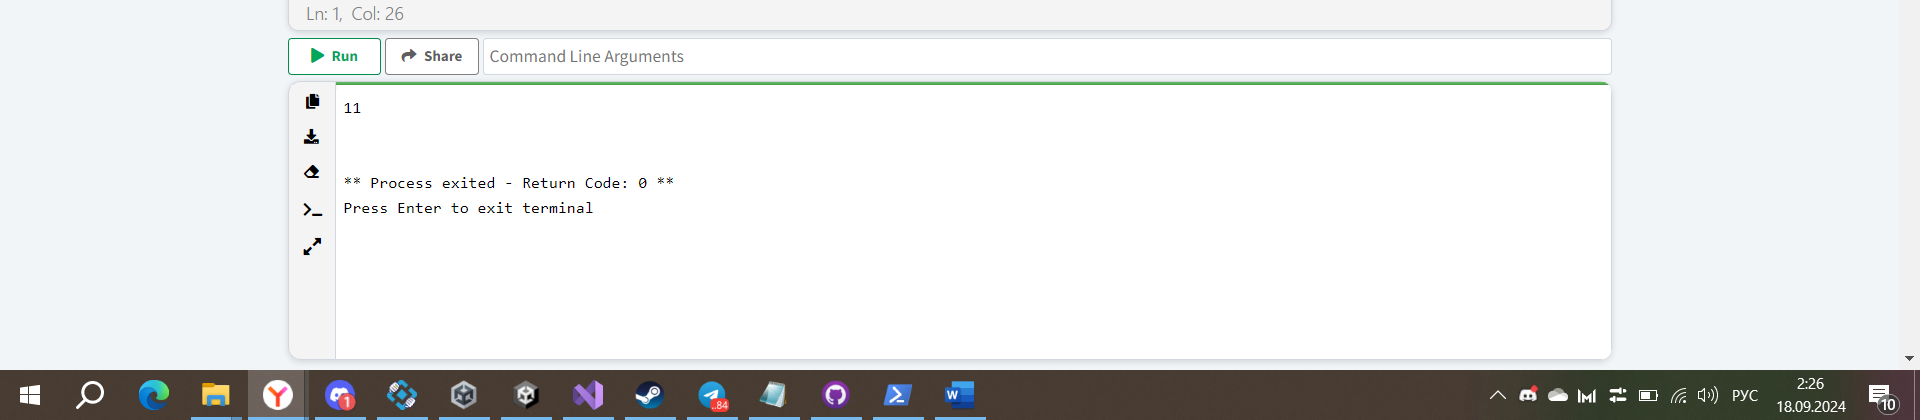 Ln: 1, Col: 26
Run
Share
Command Line Arguments
11
** Process exited - Return Code: 0 **
Press Enter to exit terminal
1
..84
РУС
2:26
18.09.2024
10